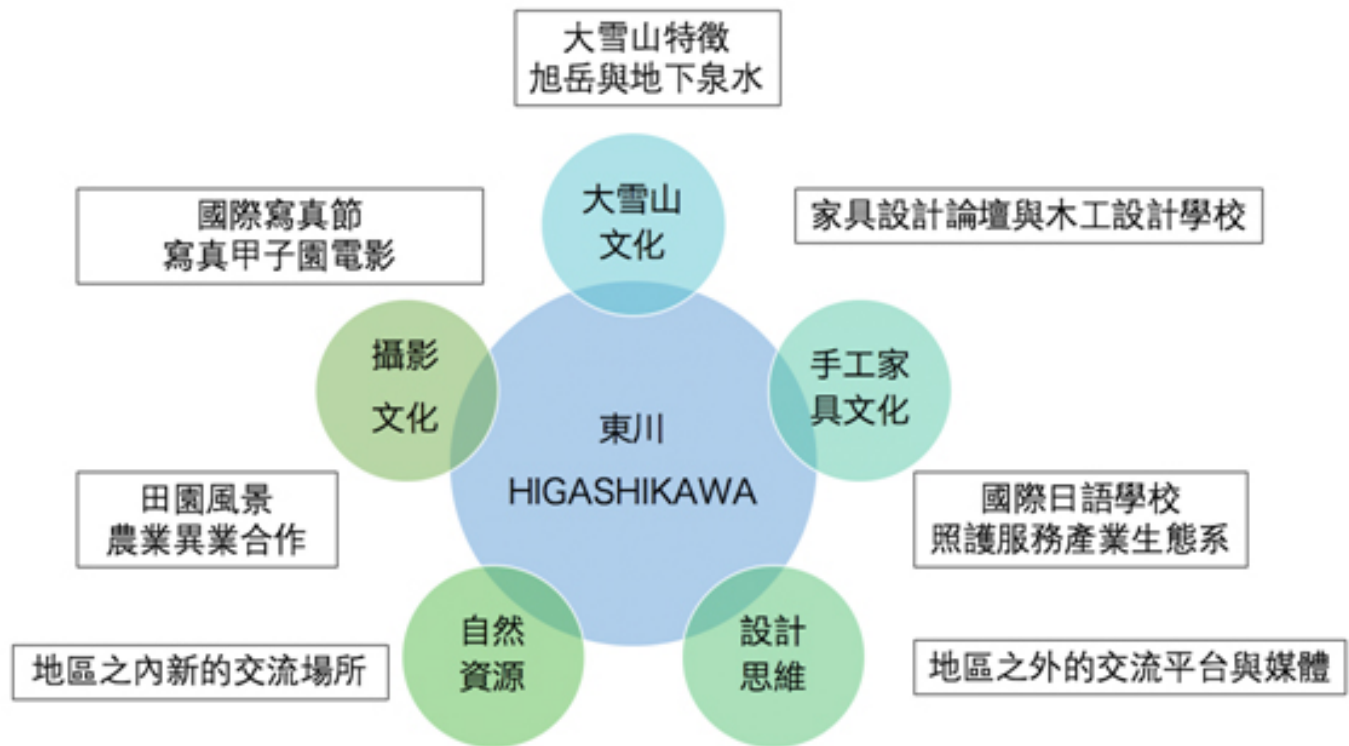 大雪山特徵
旭岳與地下泉水
大雪山
文化
國際寫真節
寫真甲子園電影
家具設計論壇與木工設計學校
攝影
文化
手工家
具文化
東川
HIGASHIKAWA
田園風景
農業異業合作
國際日語學校
照護服務產業生態系
自然
資源
設計
思維
地區之內新的交流場所
地區之外的交流平台與媒體